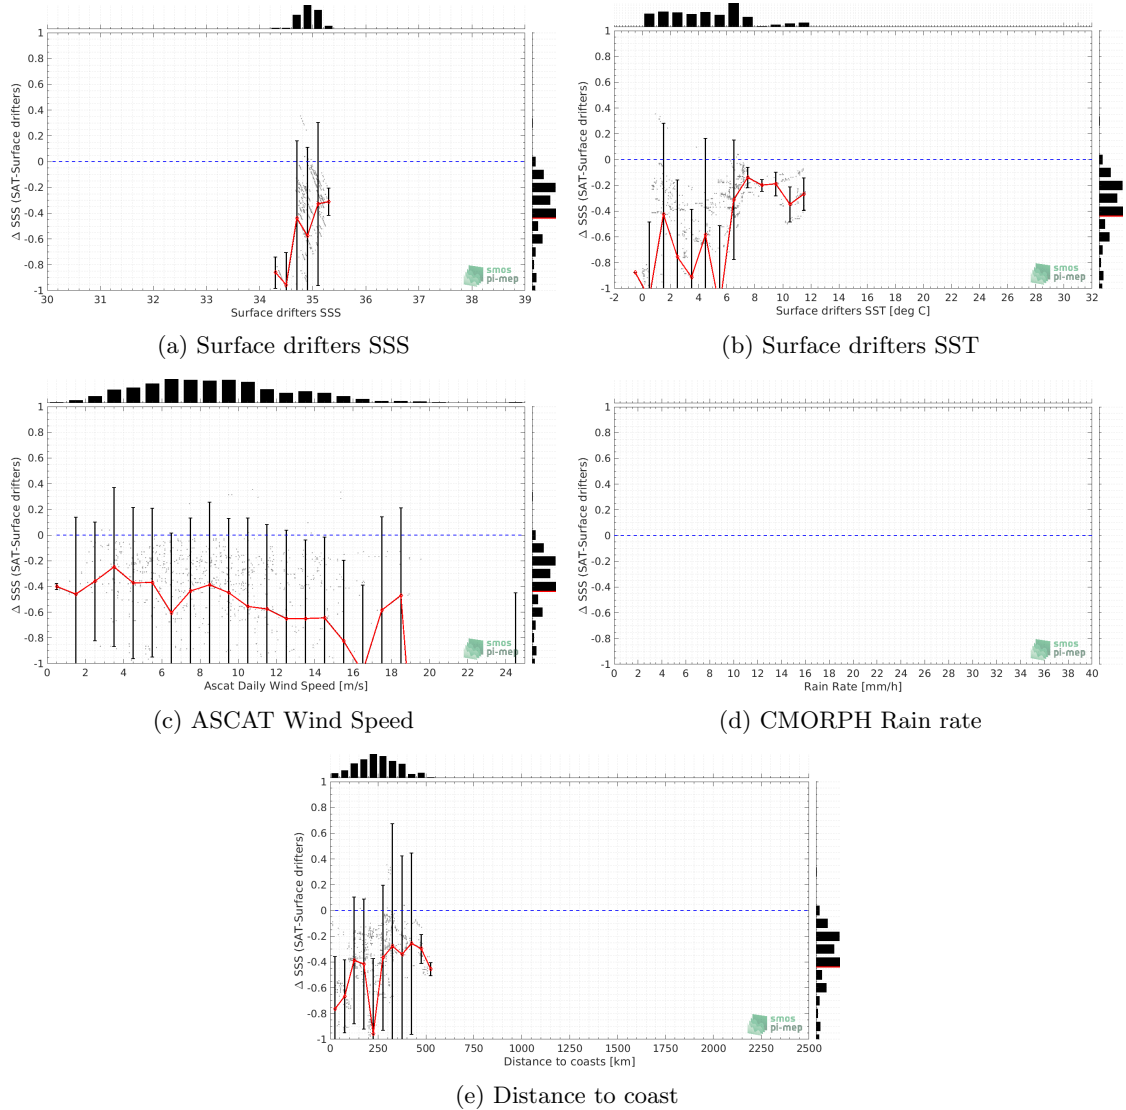 1
0.8
0.6
0.4
0.2
0
-0.2
-0.4
-0.6
-0.8
-1
Δ SSS (SAT-Surface drifters)
30 31 32 33 34 35 36 37 38 39
Surface drifters SSS
smos
pi-mep
(a) Surface drifters SSS
1
0.8
0.6
0.4
0.2
0
-0.2
-0.4
-0.6
-0.8
-1
Δ SSS (SAT-Surface drifters)
-2 0 2 4 6 8 10 12 14 16 18 20 22 24 26 28 30 32
Surface drifters SST [deg C]
smos
pi-mep
(b) Surface drifters SST
1
0.8
0.6
0.4
0.2
0
-0.2
-0.4
-0.6
-0.8
-1
Δ SSS (SAT-Surface drifters)
0 2 4 6 8 10 12 14 16 18 20 22 24
Ascat Daily Wind Speed [m/s]
smos
pi-mep
(c) ASCAT Wind Speed
1
0.8
0.6
0.4
0.2
0
-0.2
-0.4
-0.6
-0.8
-1
Δ SSS (SAT-Surface drifters)
0 2 4 6 8 10 12 14 16 18 20 22 24 26 28 30 32 34 36 38 40
Rain Rate [mm/h]
smos
pi-mep
(d) CMORPH Rain rate
1
0.8
0.6
0.4
0.2
0
-0.2
-0.4
-0.6
-0.8
-1
Δ SSS (SAT-Surface drifters)
0 250 500 750 1000 1250 1500 1750 2000 2250 2500
Distance to coasts [km]
smos
pi-mep
(e) Distance to coast